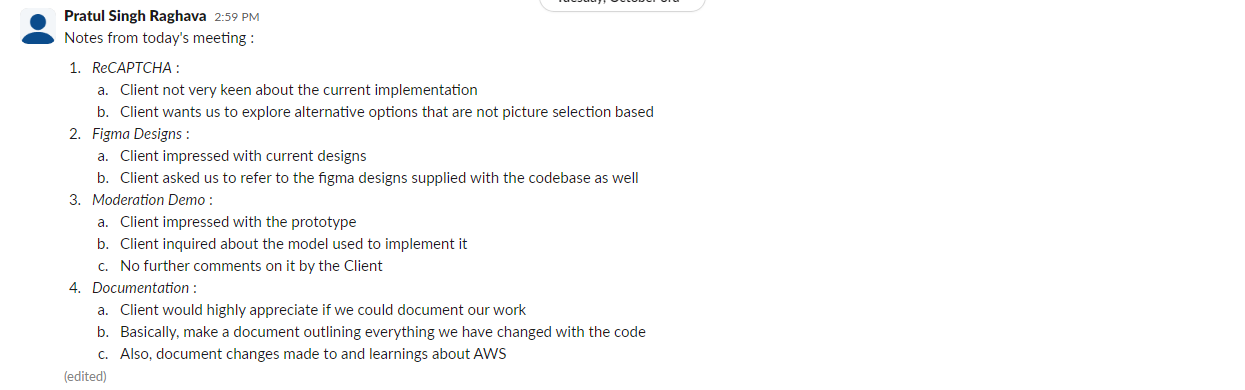 Tuesday, October 3rd
Pratul Singh Raghava 2:59 PM
Notes from today's meeting :
1. ReCAPTCHA :
a. Client not very keen about the current implementation
b. Client wants us to explore alternative options that are not picture selection based
2. Figma Designs :
a. Client impressed with current designs
b. Client asked us to refer to the figma designs supplied with the codebase as well
3. Moderation Demo :
a. Client impressed with the prototype
b. Client inquired about the model used to implement it
c. No further comments on it by the Client
4. Documentation :
a. Client would highly appreciate if we could document our work
b. Basically, make a document outlining everything we have changed with the code
c. Also, document changes made to and learnings about AWS
(edited)